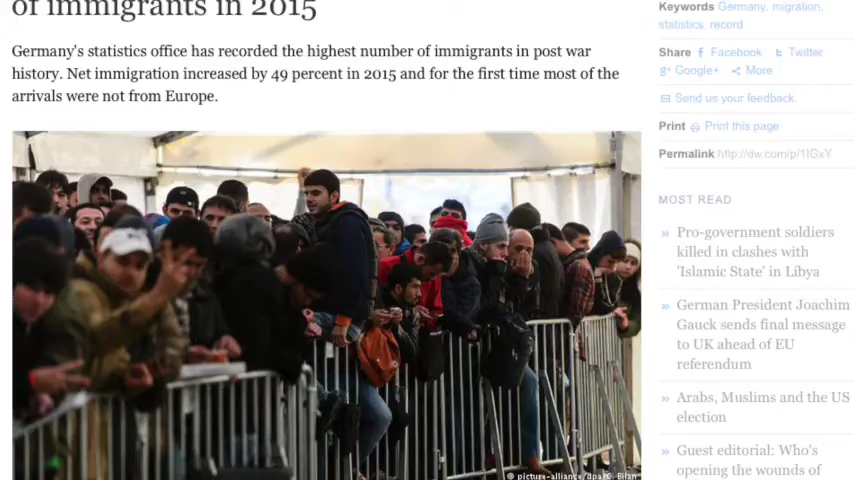 of immigrants in 2015
Germany's statistics office has recorded the highest number of immigrants in post war
history. Net immigration increased by 49 percent in 2015 and for the first time most of the
arrivals were not from Europe.
© picture-alliance/dpa/G. Bilan
Keywords Germany, migration,
statistics, record
Share Facebook Twitter
Google+ More
Send us your feedback
Print Print this page
Permalink http://dw.com/p/1IGxY
MOST READ
» Pro-government soldiers
killed in clashes with
'Islamic State' in Libya
» German President Joachim
Gauck sends final message
to UK ahead of EU
referendum
» Arabs, Muslims and the US
election
» Guest editorial: Who's
opening the wounds of